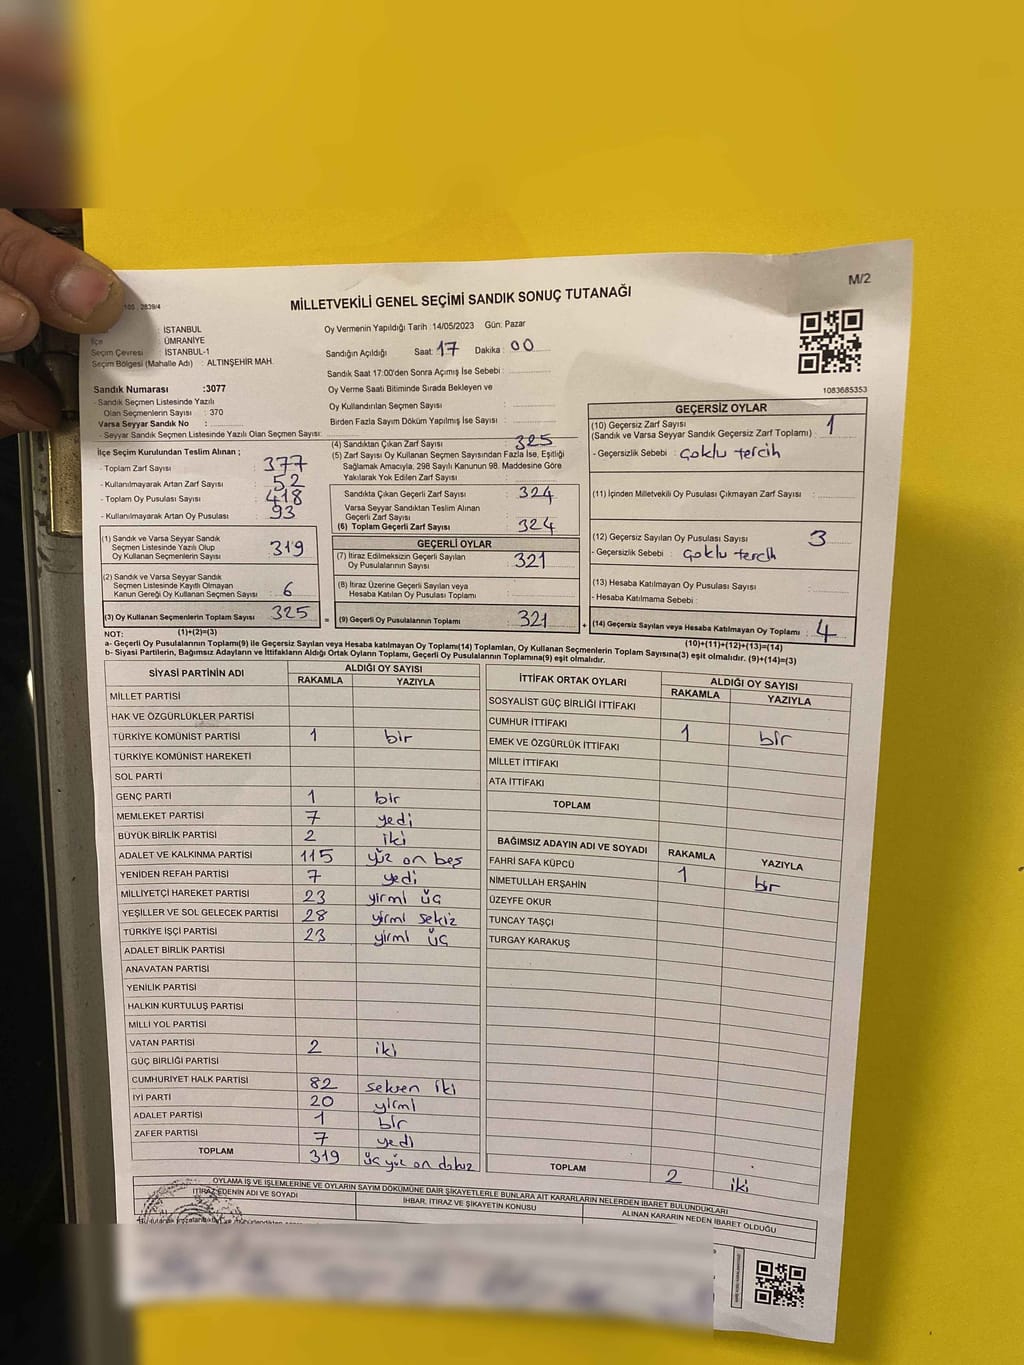 M/2
MİLLETVEKİLİ GENEL SEÇİMİ SANDIK SONUÇ TUTANAĞI
: İSTANBUL
İlçe : ÜMRANİYE
Seçim Çevresi : İSTANBUL-1
Seçim Bölgesi (Mahalle Adı) : ALTINŞEHİR MAH.
Oy Vermenin Yapıldığı Tarih :14/05/2023 Gün: Pazar
Sandığın Açıldığı Saat: 17 Dakika : 00
Sandık Saat 17:00'den Sonra Açılmış İse Sebebi :
Oy Verme Saati Bitiminde Sırada Bekleyen ve
Oy Kullandırılan Seçmen Sayısı :
Birden Fazla Sayım Döküm Yapılmış İse Sayısı :
1083685353
Sandık Numarası :3077
- Sandık Seçmen Listesinde Yazılı
Olan Seçmenlerin Sayısı : 370
Varsa Seyyar Sandık No :
- Seyyar Sandık Seçmen Listesinde Yazılı Olan Seçmen Sayısı:
İlçe Seçim Kurulundan Teslim Alınan ;
- Toplam Zarf Sayısı : 377
- Kullanılmayarak Artan Zarf Sayısı : 52
- Toplam Oy Pusulası Sayısı : 418
- Kullanılmayarak Artan Oy Pusulası : 93
(1) Sandık ve Varsa Seyyar Sandık
Seçmen Listesinde Yazılı Olup
Oy Kullanan Seçmenlerin Sayısı : 319
(2) Sandık ve Varsa Seyyar Sandık
Seçmen Listesinde Kayıtlı Olmayan
Kanun Gereği Oy Kullanan Seçmen Sayısı : 6
(3) Oy Kullanan Seçmenlerin Toplam Sayısı : 325
(1)+(2)=(3)
(4) Sandıktan Çıkan Zarf Sayısı : 325
(5) Zarf Sayısı Oy Kullanan Seçmen Sayısından Fazla İse, Eşitliği
Sağlamak Amacıyla, 298 Sayılı Kanunun 98. Maddesine Göre
Yakılarak Yok Edilen Zarf Sayısı :
Sandıkta Çıkan Geçerli Zarf Sayısı : 324
Varsa Seyyar Sandıktan Teslim Alınan
Geçerli Zarf Sayısı :
(6) Toplam Geçerli Zarf Sayısı : 324
GEÇERLİ OYLAR
(7) İtiraz Edilmeksizin Geçerli Sayılan
Oy Pusulalarının Sayısı : 321
(8) İtiraz Üzerine Geçerli Sayılan veya
Hesaba Katılan Oy Pusulası Toplamı :
= (9) Geçerli Oy Pusulalarının Toplamı : 321 +
GEÇERSİZ OYLAR
(10) Geçersiz Zarf Sayısı
(Sandık ve Varsa Seyyar Sandık Geçersiz Zarf Toplamı) : 1
- Geçersizlik Sebebi : Çoklu tercih
(11) İçinden Milletvekili Oy Pusulası Çıkmayan Zarf Sayısı :
(12) Geçersiz Sayılan Oy Pusulası Sayısı : 3
- Geçersizlik Sebebi : Çoklu tercih
(13) Hesaba Katılmayan Oy Pusulası Sayısı :
- Hesaba Katılmama Sebebi :
(14) Geçersiz Sayılan veya Hesaba Katılmayan Oy Toplamı : 4
(10)+(11)+(12)+(13)=(14)
NOT:
a- Geçerli Oy Pusulalarının Toplamı(9) ile Geçersiz Sayılan veya Hesaba katılmayan Oy Toplamı(14) Toplamları, Oy Kullanan Seçmenlerin Toplam Sayısına(3) eşit olmalıdır. (9)+(14)=(3)
b- Siyasi Partilerin, Bağımsız Adayların ve İttifakların Aldığı Ortak Oyların Toplamı, Geçerli Oy Pusulalarının Toplamına(9) eşit olmalıdır.
SİYASİ PARTİNİN ADI ALDIĞI OY SAYISI
RAKAMLA YAZIYLA
MİLLET PARTİSİ
HAK VE ÖZGÜRLÜKLER PARTİSİ
TÜRKİYE KOMÜNİST PARTİSİ 1 bir
TÜRKİYE KOMÜNİST HAREKETİ
SOL PARTİ
GENÇ PARTİ 1 bir
MEMLEKET PARTİSİ 7 yedi
BÜYÜK BİRLİK PARTİSİ 2 iki
ADALET VE KALKINMA PARTİSİ 115 yüz on beş
YENİDEN REFAH PARTİSİ 7 yedi
MİLLİYETÇİ HAREKET PARTİSİ 23 yirmi üç
YEŞİLLER VE SOL GELECEK PARTİSİ 28 yirmi sekiz
TÜRKİYE İŞÇİ PARTİSİ 23 yirmi üç
ADALET BİRLİK PARTİSİ
ANAVATAN PARTİSİ
YENİLİK PARTİSİ
HALKIN KURTULUŞ PARTİSİ
MİLLİ YOL PARTİSİ
VATAN PARTİSİ 2 iki
GÜÇ BİRLİĞİ PARTİSİ
CUMHURİYET HALK PARTİSİ 82 seksen iki
İYİ PARTİ 20 yirmi
ADALET PARTİSİ 1 bir
ZAFER PARTİSİ 7 yedi
TOPLAM 319 üç yüz on dokuz
İTTİFAK ORTAK OYLARI ALDIĞI OY SAYISI
RAKAMLA YAZIYLA
SOSYALİST GÜÇ BİRLİĞİ İTTİFAKI
CUMHUR İTTİFAKI 1 bir
EMEK VE ÖZGÜRLÜK İTTİFAKI
MİLLET İTTİFAKI
ATA İTTİFAKI
TOPLAM
BAĞIMSIZ ADAYIN ADI VE SOYADI RAKAMLA YAZIYLA
FAHRİ SAFA KÜPCÜ 1 bir
NİMETULLAH ERŞAHİN
ÜZEYFE OKUR
TUNCAY TAŞÇI
TURGAY KARAKUŞ
TOPLAM 2 iki
OYLAMA İŞ VE İŞLEMLERİNE VE OYLARIN SAYIM DÖKÜMÜNE DAİR ŞİKAYETLERLE BUNLARA AİT KARARLARIN NELERDEN İBARET BULUNDUKLARI
İTİRAZ EDENİN ADI VE SOYADI
İHBAR, İTİRAZ VE ŞİKAYETİN KONUSU
ALINAN KARARIN NEDEN İBARET OLDUĞU